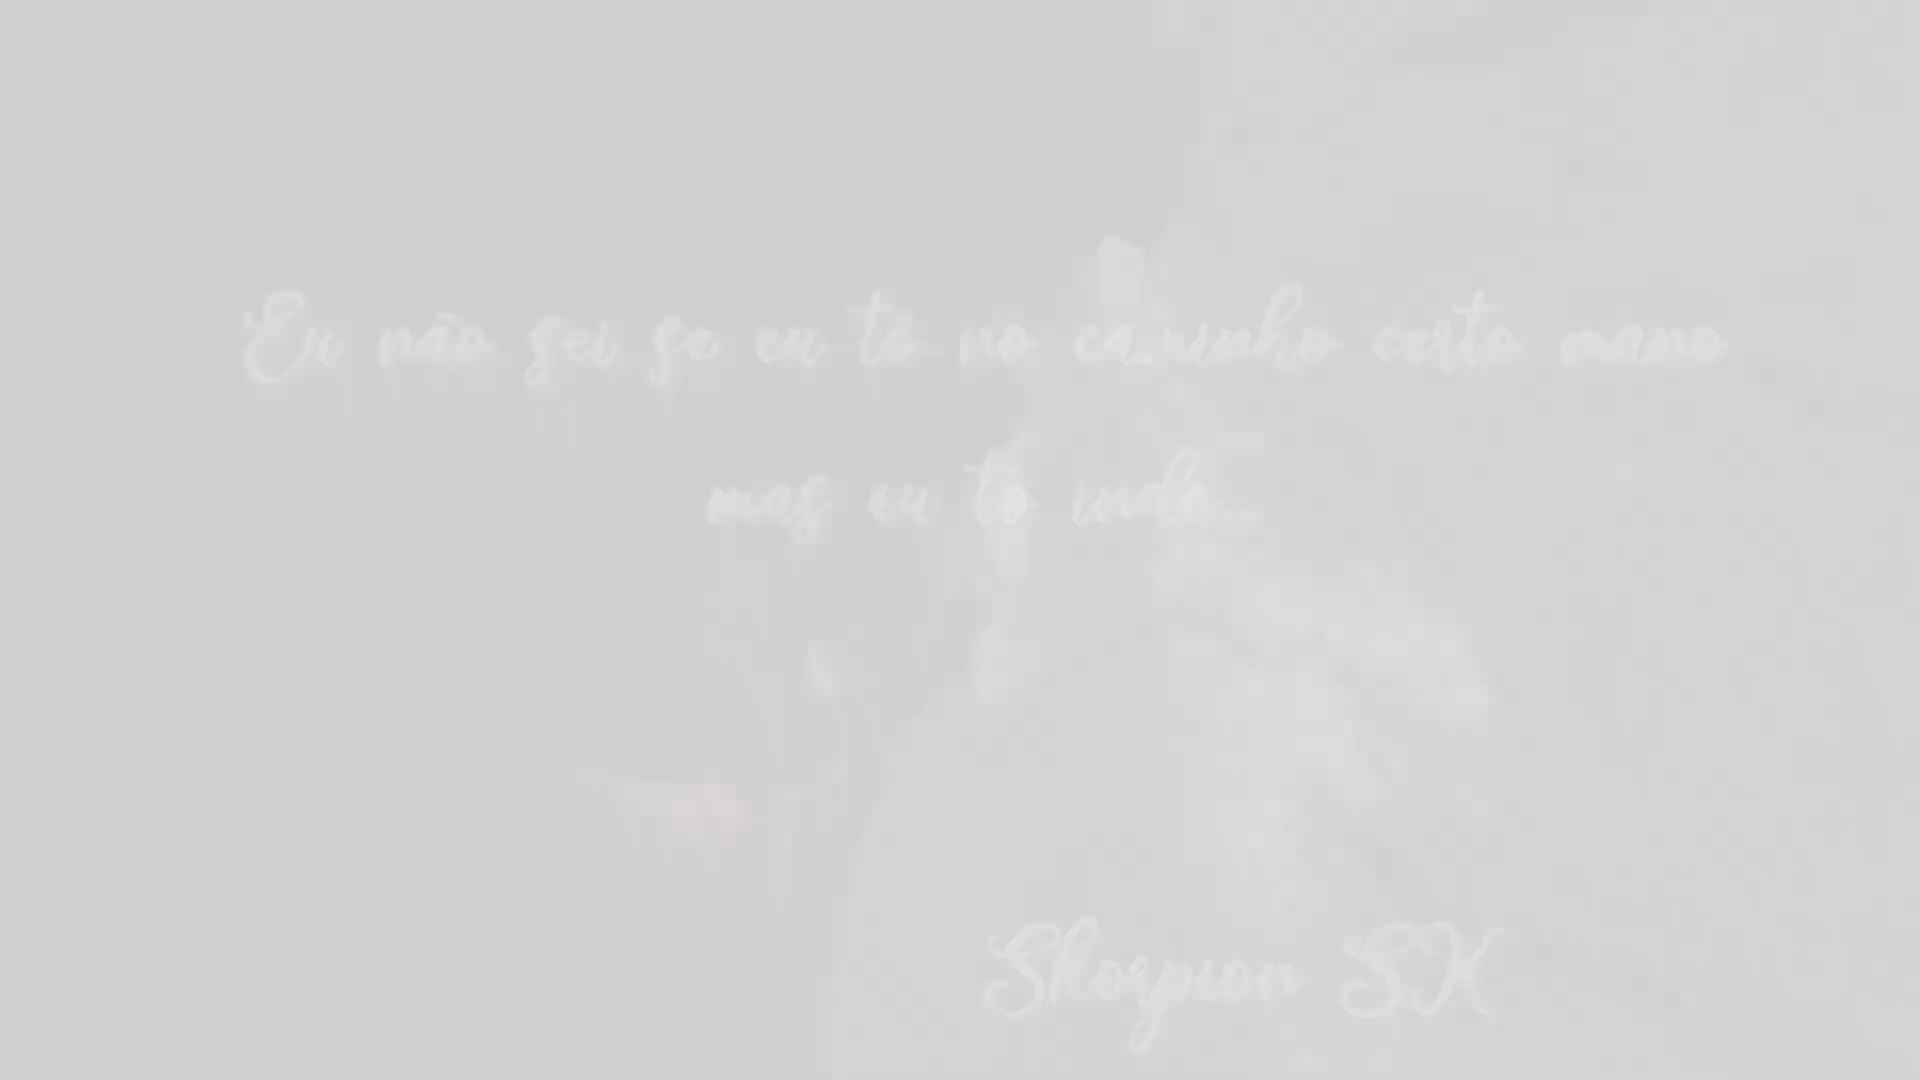 Eu não sei se eu tô no caminho certo mano
mas eu tô indo...
Skorpion SK